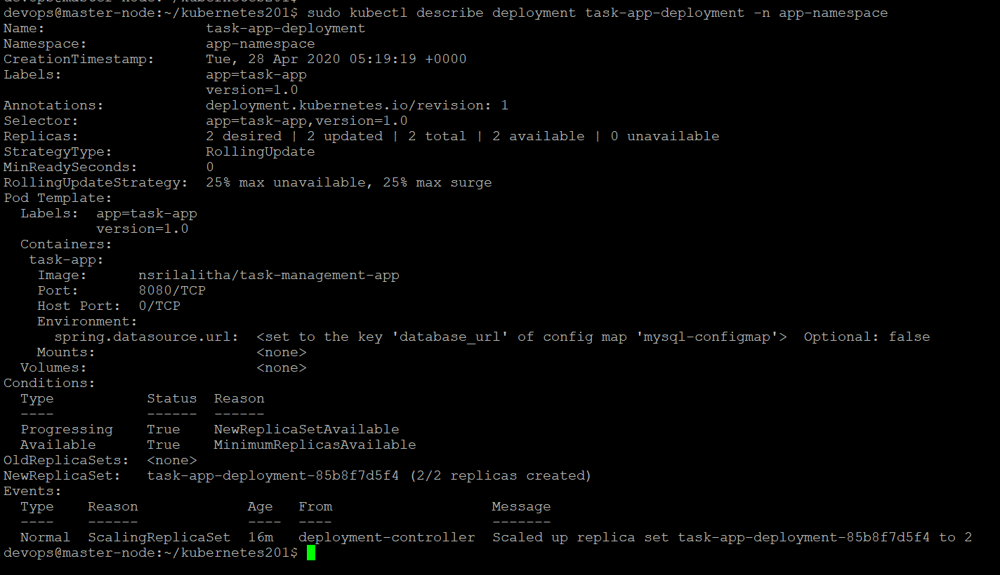 devops@master-node:~/kubernetes201$ sudo kubectl describe deployment task-app-deployment -n app-namespace
Name:                   task-app-deployment
Namespace:              app-namespace
CreationTimestamp:      Tue, 28 Apr 2020 05:19:19 +0000
Labels:                 app=task-app
                        version=1.0
Annotations:            deployment.kubernetes.io/revision: 1
Selector:               app=task-app,version=1.0
Replicas:               2 desired | 2 updated | 2 total | 2 available | 0 unavailable
StrategyType:           RollingUpdate
MinReadySeconds:        0
RollingUpdateStrategy:  25% max unavailable, 25% max surge
Pod Template:
  Labels:  app=task-app
           version=1.0
  Containers:
   task-app:
    Image:      nsrilalitha/task-management-app
    Port:       8080/TCP
    Host Port:  0/TCP
    Environment:
      spring.datasource.url:  <set to the key 'database_url' of config map 'mysql-configmap'>  Optional: false
    Mounts:                   <none>
  Volumes:                    <none>
Conditions:
  Type           Status  Reason
  ----           ------  ------
  Progressing    True    NewReplicaSetAvailable
  Available      True    MinimumReplicasAvailable
OldReplicaSets:  <none>
NewReplicaSet:   task-app-deployment-85b8f7d5f4 (2/2 replicas created)
Events:
  Type    Reason             Age   From                   Message
  ----    ------             ----  ----                   -------
  Normal  ScalingReplicaSet  16m   deployment-controller  Scaled up replica set task-app-deployment-85b8f7d5f4 to 2
devops@master-node:~/kubernetes201$